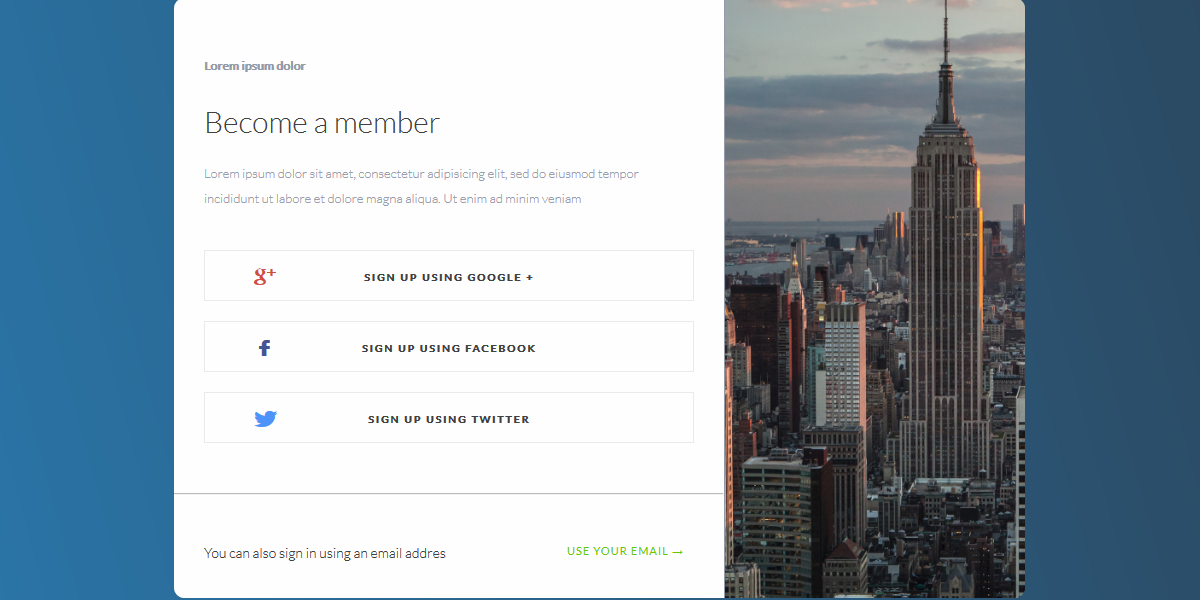 Lorem ipsum dolor
Become a member
Lorem ipsum dolor sit amet, consectetur adipisicing elit, sed do eiusmod tempor
incididunt ut labore et dolore magna aliqua. Ut enim ad minim veniam
g+ SIGN UP USING GOOGLE +
f SIGN UP USING FACEBOOK
SIGN UP USING TWITTER
You can also sign in using an email addres
USE YOUR EMAIL →